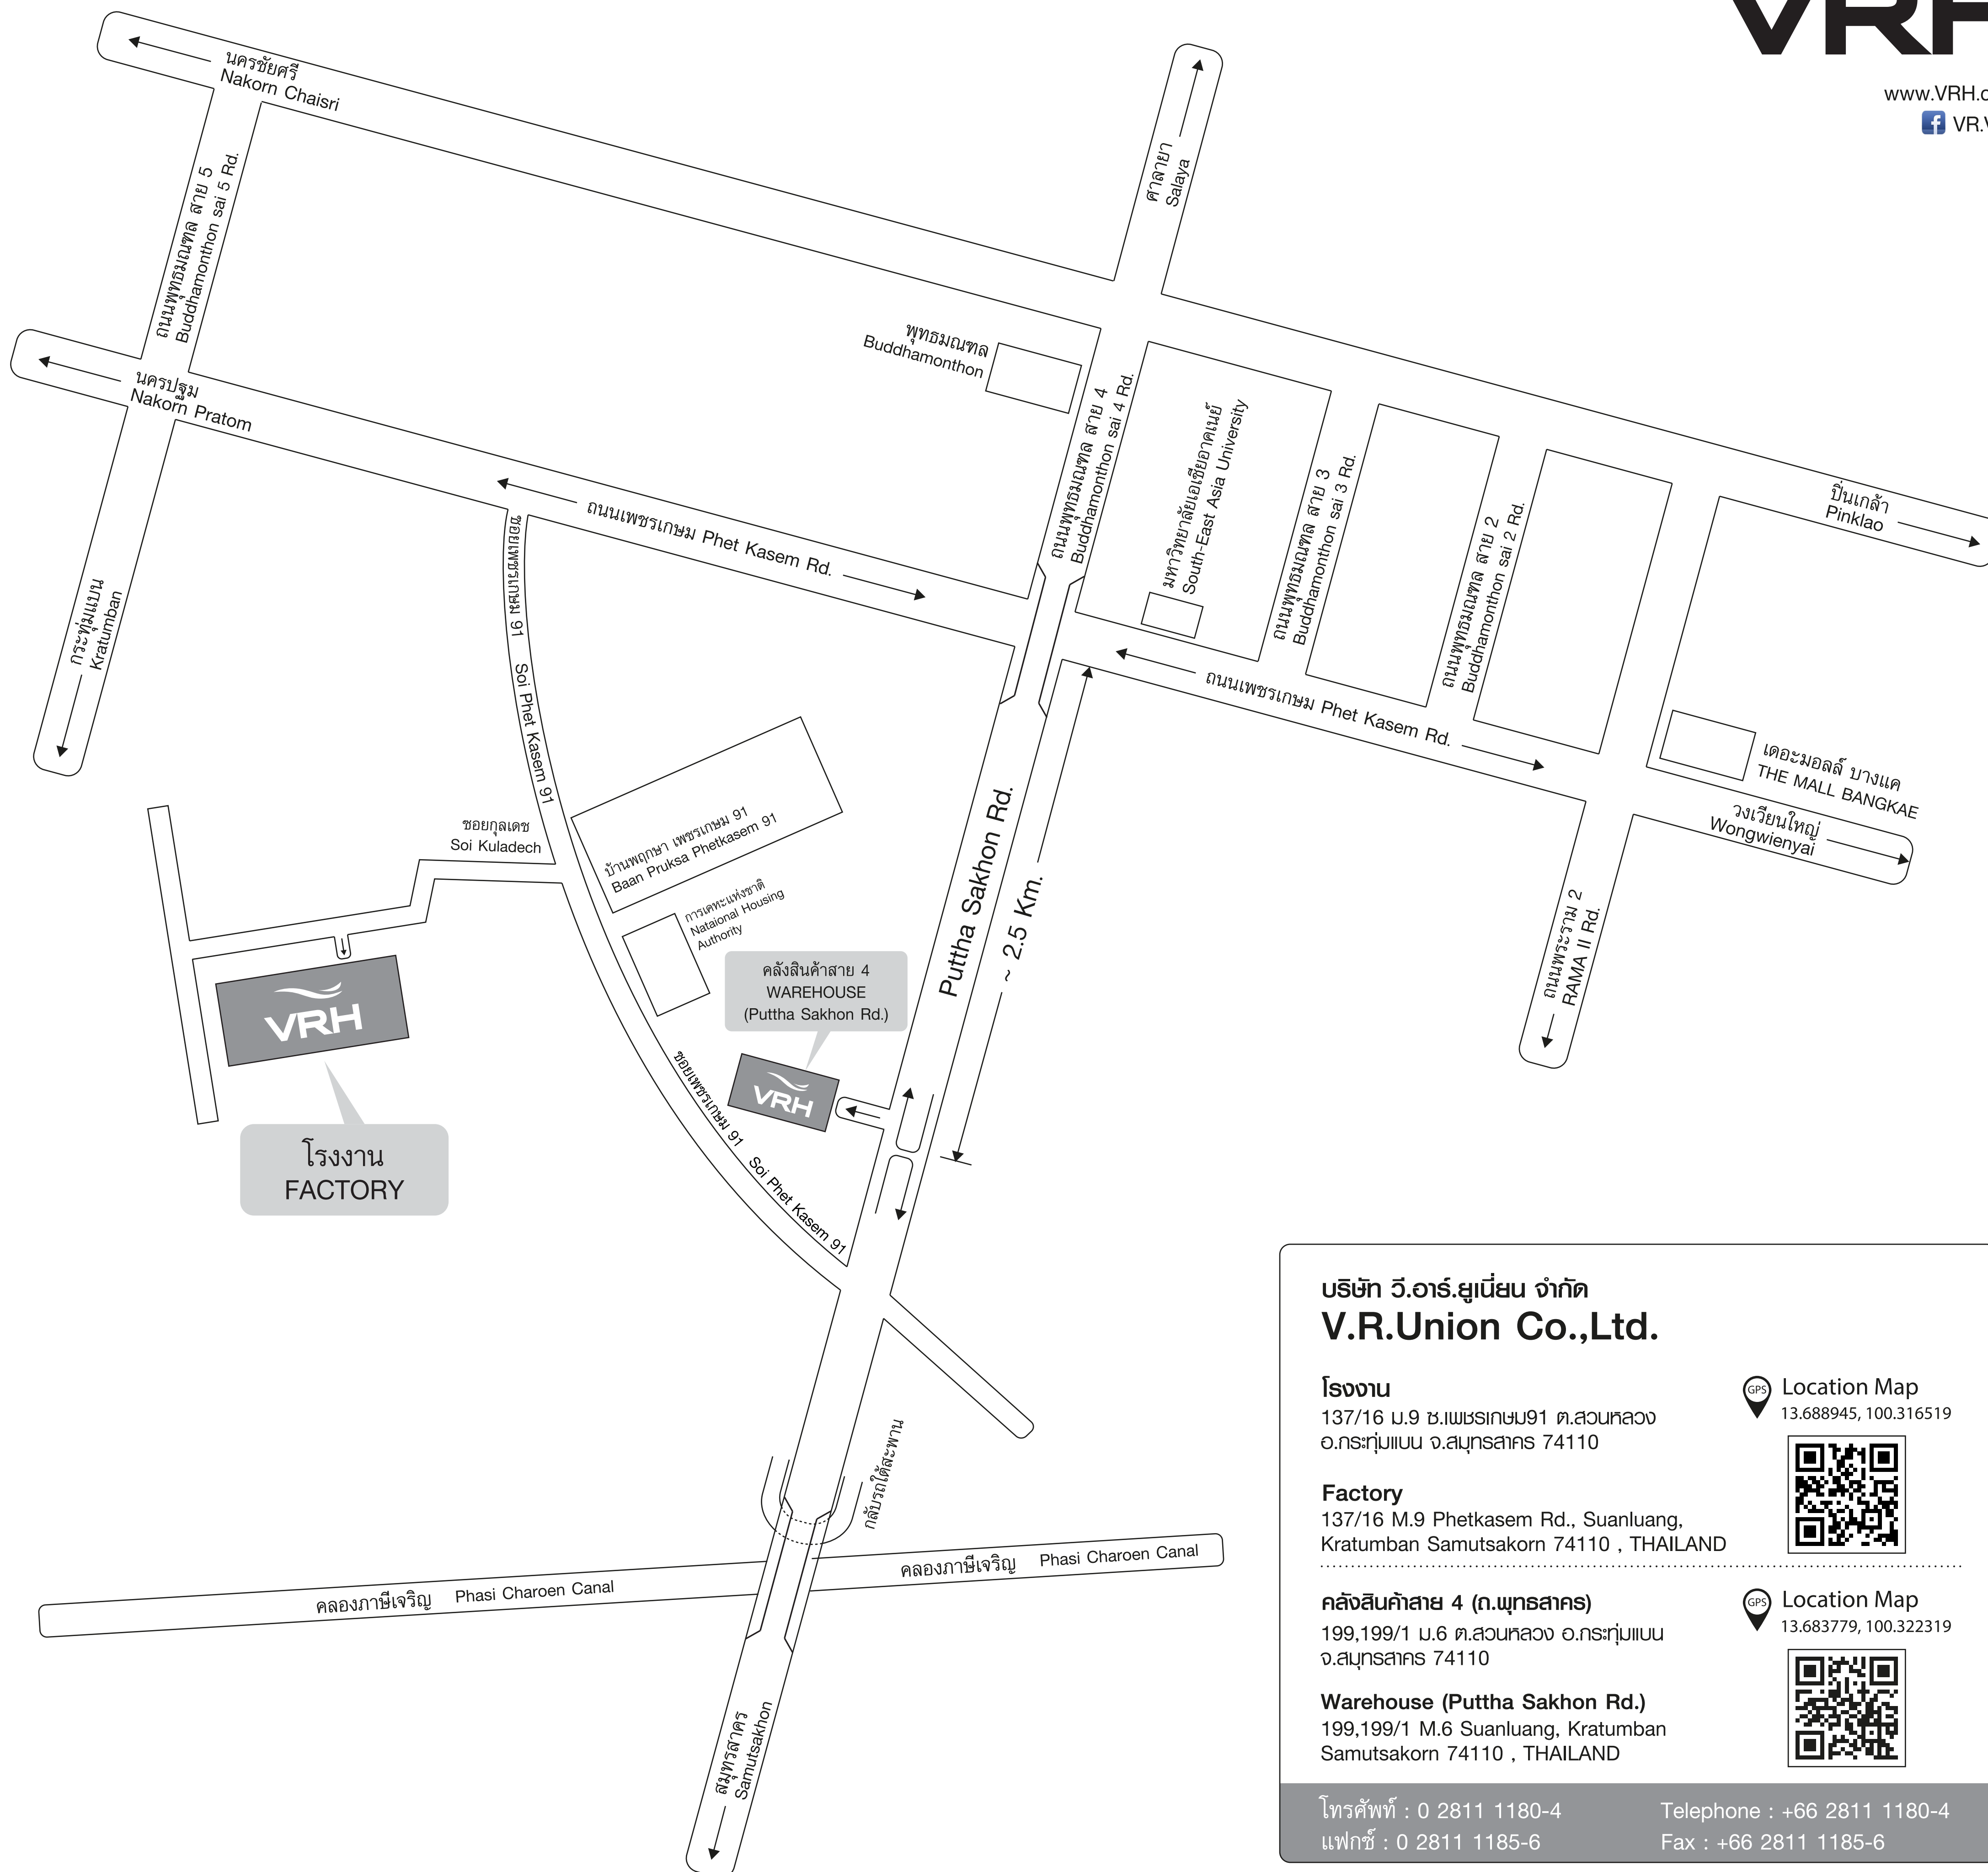 VRH
www.VRH.c
VR.V
นครชัยศรี
Nakorn Chaisri
ศาลายา
Salaya
ถนนพุทธมณฑล สาย 5
Buddhamonthon sai 5 Rd.
นครปฐม
Nakorn Pratom
พุทธมณฑล
Buddhamonthon
ถนนพุทธมณฑล สาย 4
Buddhamonthon sai 4 Rd.
มหาวิทยาลัยเอเชียอาคเนย์
South-East Asia University
ถนนพุทธมณฑล สาย 3
Buddhamonthon sai 3 Rd.
ถนนพุทธมณฑล สาย 2
Buddhamonthon sai 2 Rd.
ปิ่นเกล้า
Pinklao
ถนนเพชรเกษม Phet Kasem Rd.
ถนนเพชรเกษม Phet Kasem Rd.
กระทุ่มแบน
Kratumban
ซอยเพชรเกษม 91 Soi Phet Kasem 91
เดอะมอลล์ บางแค
THE MALL BANGKAE
วงเวียนใหญ่
Wongwienyai
ถนนพระราม 2
RAMA II Rd.
ซอยกุลเดช
Soi Kuladech
บ้านพฤกษา เพชรเกษม 91
Baan Pruksa Phetkasem 91
การเคหะแห่งชาติ
Nataional Housing
Authority
Puttha Sakhon Rd.
~ 2.5 Km.
คลังสินค้าสาย 4
WAREHOUSE
(Puttha Sakhon Rd.)
VRH
VRH
โรงงาน
FACTORY
ซอยเพชรเกษม 91 Soi Phet Kasem 91
กลับรถใต้สะพาน
คลองภาษีเจริญ Phasi Charoen Canal
คลองภาษีเจริญ Phasi Charoen Canal
สมุทรสาคร
Samutsakhon
บริษัท วี.อาร์.ยูเนี่ยน จำกัด
V.R.Union Co.,Ltd.
โรงงาน
137/16 ม.9 ซ.เพชรเกษม91 ต.สวนหลวง
อ.กระทุ่มแบน จ.สมุทรสาคร 74110
GPS Location Map
13.688945, 100.316519
Factory
137/16 M.9 Phetkasem Rd., Suanluang,
Kratumban Samutsakorn 74110 , THAILAND
คลังสินค้าสาย 4 (ถ.พุทธสาคร)
199,199/1 ม.6 ต.สวนหลวง อ.กระทุ่มแบน
จ.สมุทรสาคร 74110
GPS Location Map
13.683779, 100.322319
Warehouse (Puttha Sakhon Rd.)
199,199/1 M.6 Suanluang, Kratumban
Samutsakorn 74110 , THAILAND
โทรศัพท์ : 0 2811 1180-4 Telephone : +66 2811 1180-4
แฟกซ์ : 0 2811 1185-6 Fax : +66 2811 1185-6